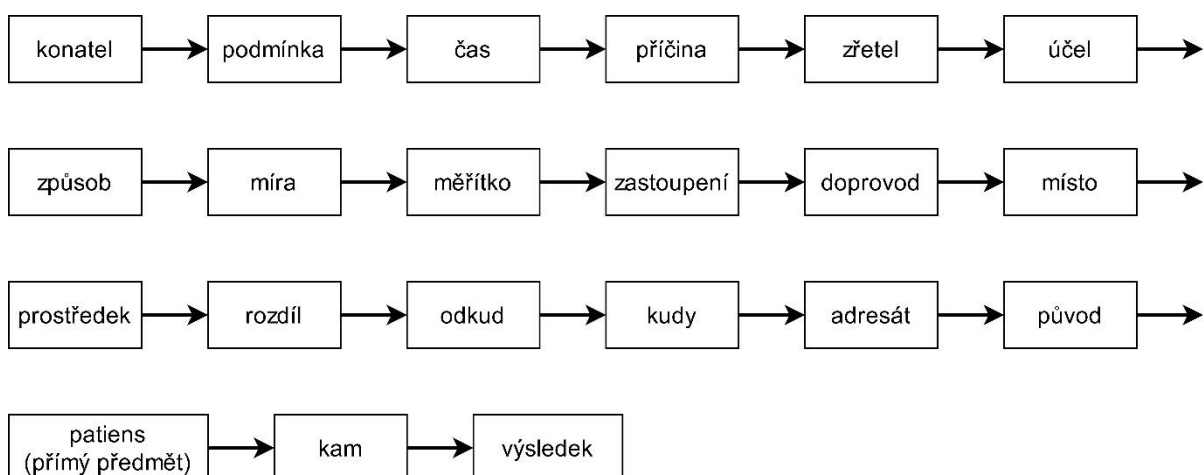 konatel podmínka čas příčina zřetel účel
způsob míra měřítko zastoupení doprovod místo
prostředek rozdíl odkud kudy adresát původ
patiens
(přímý předmět) kam výsledek